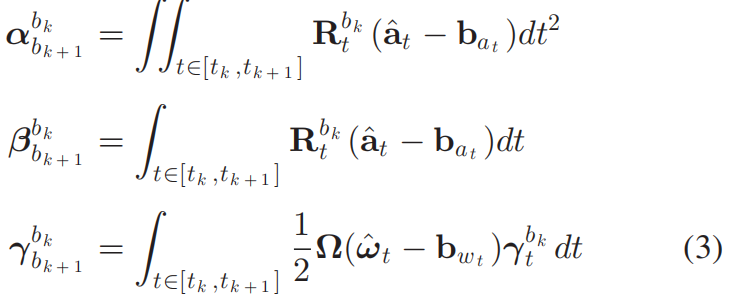 𝜶^{b_k}_{b_{k+1}} = ∬_{t∈[t_k,t_{k+1}]} 𝐑^{b_k}_t (𝐚̂_t − 𝐛_{a_t})dt²
𝜷^{b_k}_{b_{k+1}} = ∫_{t∈[t_k,t_{k+1}]} 𝐑^{b_k}_t (𝐚̂_t − 𝐛_{a_t})dt
𝜸^{b_k}_{b_{k+1}} = ∫_{t∈[t_k,t_{k+1}]} 1/2 𝛀(𝝎̂_t − 𝐛_{w_t})𝜸^{b_k}_t dt (3)